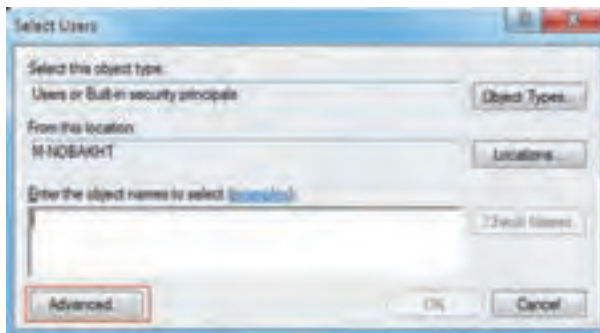 Select Users
Select this object type:
Users or Built-in security principals
Object Types...
From this location:
M-NOBAKHT
Locations...
Enter the object names to select (examples):
Check Names
Advanced...
OK
Cancel